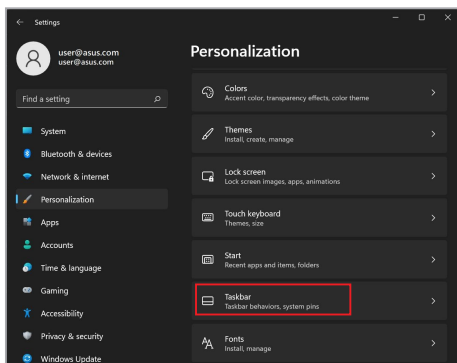 Settings
user@asus.com
user@asus.com
Find a setting
System
Bluetooth & devices
Network & internet
Personalization
Apps
Accounts
Time & language
Gaming
Accessibility
Privacy & security
Windows Update
Personalization
Colors
Accent color, transparency effects, color theme
Themes
Install, create, manage
Lock screen
Lock screen images, apps, animations
Touch keyboard
Themes, size
Start
Recent apps and items, folders
Taskbar
Taskbar behaviors, system pins
Fonts
Install, manage